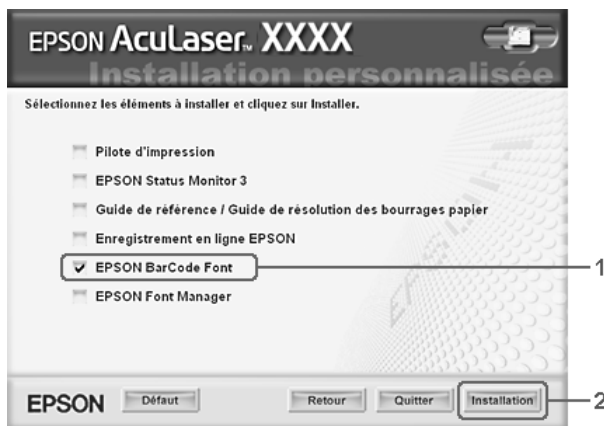 EPSON AcuLaser™ XXXX
Installation personnalisée
Sélectionnez les éléments à installer et cliquez sur Installer.
Pilote d'impression
EPSON Status Monitor 3
Guide de référence / Guide de résolution des bourrages papier
Enregistrement en ligne EPSON
EPSON BarCode Font
1
EPSON Font Manager
EPSON
EPSON Défaut Retour Quitter Installation
2